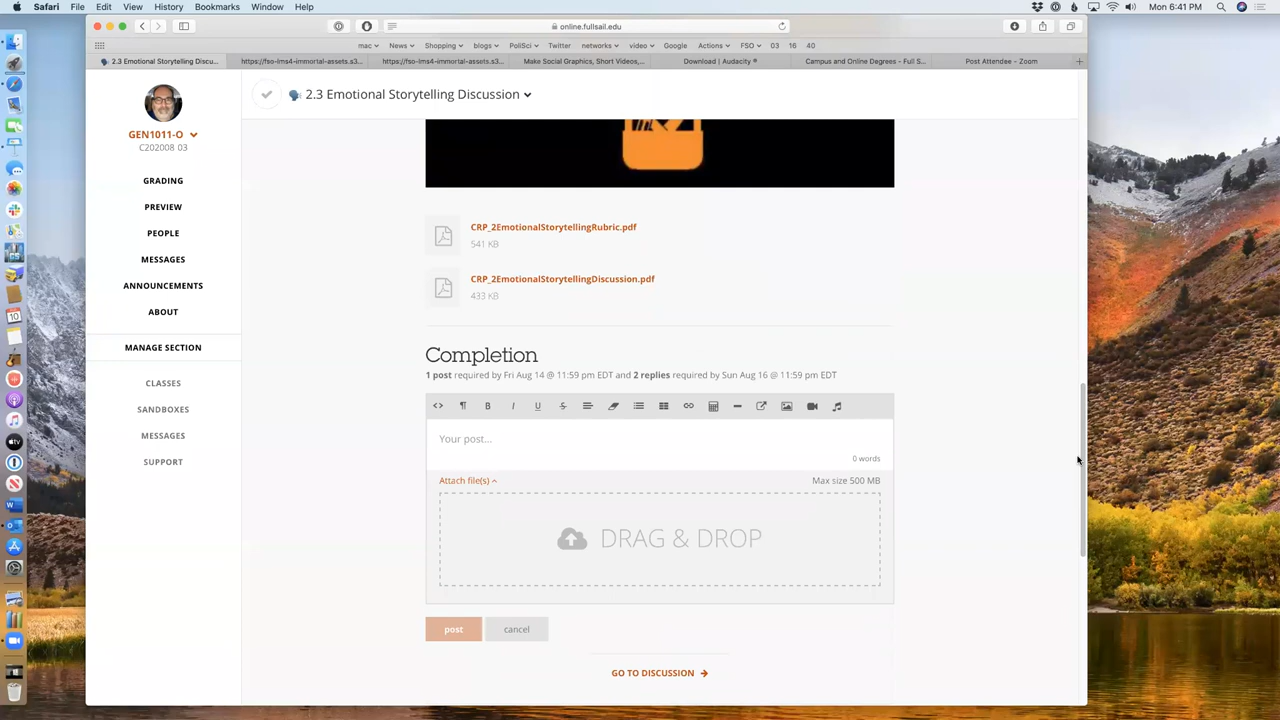 Safari File Edit View History Bookmarks Window Help
Mon 6:41 PM
online.fullsail.edu
mac News Shopping blogs PoliSci Twitter networks video Google Actions FSO 03 16 40
2.3 Emotional Storytelling Discu...
https://fso-lms4-immortal-assets.s3...
https://fso-lms4-immortal-assets.s3...
Make Social Graphics, Short Videos,...
Download | Audacity ®
Campus and Online Degrees - Full S...
Post Attendee - Zoom
2.3 Emotional Storytelling Discussion
GEN1011-O
C202008 03
GRADING
PREVIEW
PEOPLE
MESSAGES
ANNOUNCEMENTS
ABOUT
MANAGE SECTION
CLASSES
SANDBOXES
MESSAGES
SUPPORT
CRP_2EmotionalStorytellingRubric.pdf
541 KB
CRP_2EmotionalStorytellingDiscussion.pdf
433 KB
Completion
1 post required by Fri Aug 14 @ 11:59 pm EDT and 2 replies required by Sun Aug 16 @ 11:59 pm EDT
Your post...
0 words
Attach file(s)
Max size 500 MB
DRAG & DROP
post
cancel
GO TO DISCUSSION
10